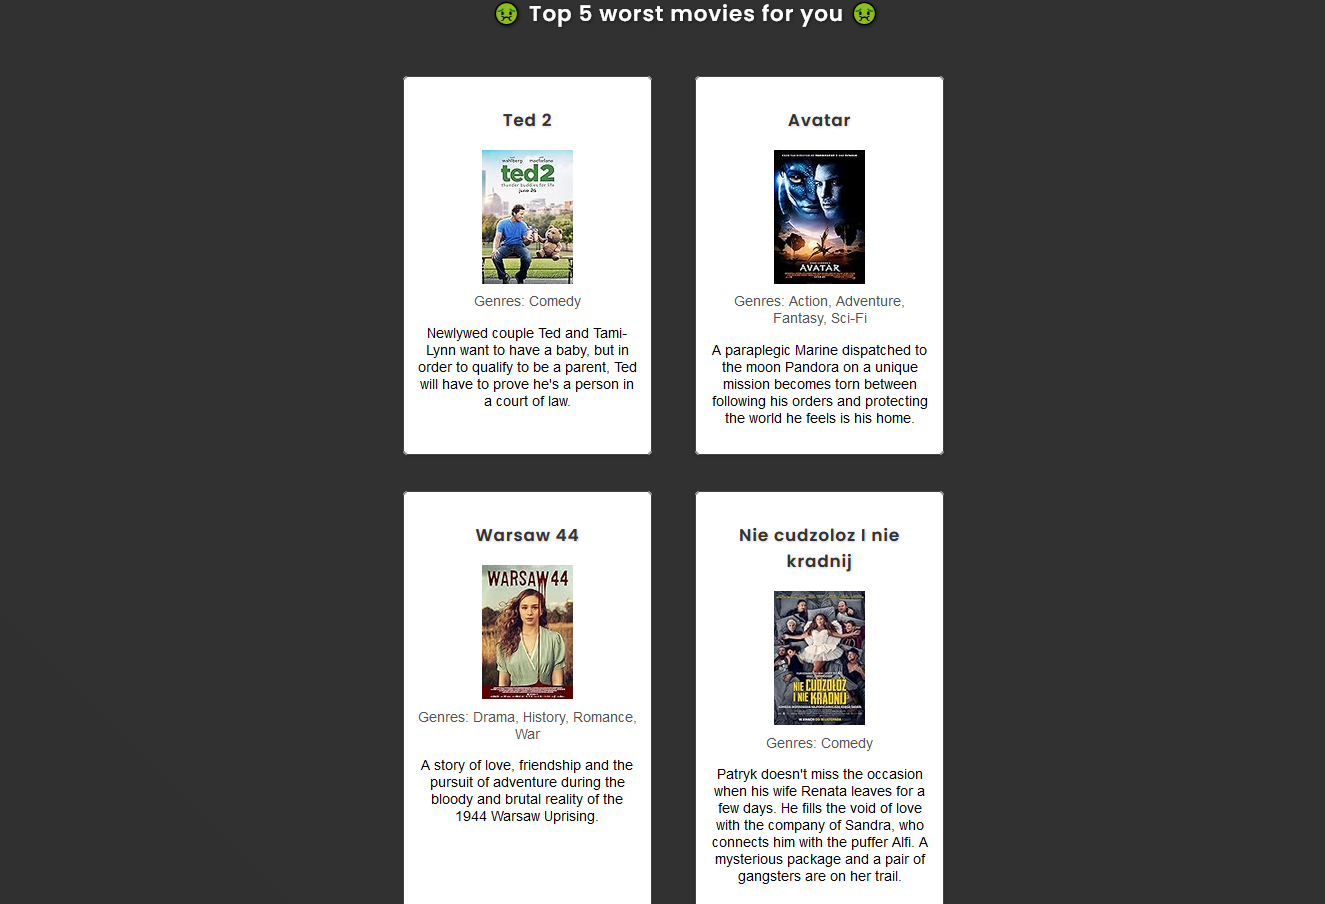 Top 5 worst movies for you
Ted 2
Avatar
wahlberg macfarlane
ted2
thunder buddies for life
june 26
AVATAR
Genres: Comedy
Genres: Action, Adventure,
Fantasy, Sci-Fi
Newlywed couple Ted and Tami-
Lynn want to have a baby, but in
order to qualify to be a parent, Ted
will have to prove he's a person in
a court of law.
A paraplegic Marine dispatched to
the moon Pandora on a unique
mission becomes torn between
following his orders and protecting
the world he feels is his home.
Warsaw 44
Nie cudzoloz I nie
kradnij
WARSAW 44
NIE CUDZOŁÓŻ
I NIE KRADNIJ
Genres: Drama, History, Romance,
War
Genres: Comedy
A story of love, friendship and the
pursuit of adventure during the
bloody and brutal reality of the
1944 Warsaw Uprising.
Patryk doesn't miss the occasion
when his wife Renata leaves for a
few days. He fills the void of love
with the company of Sandra, who
connects him with the puffer Alfi. A
mysterious package and a pair of
gangsters are on her trail.